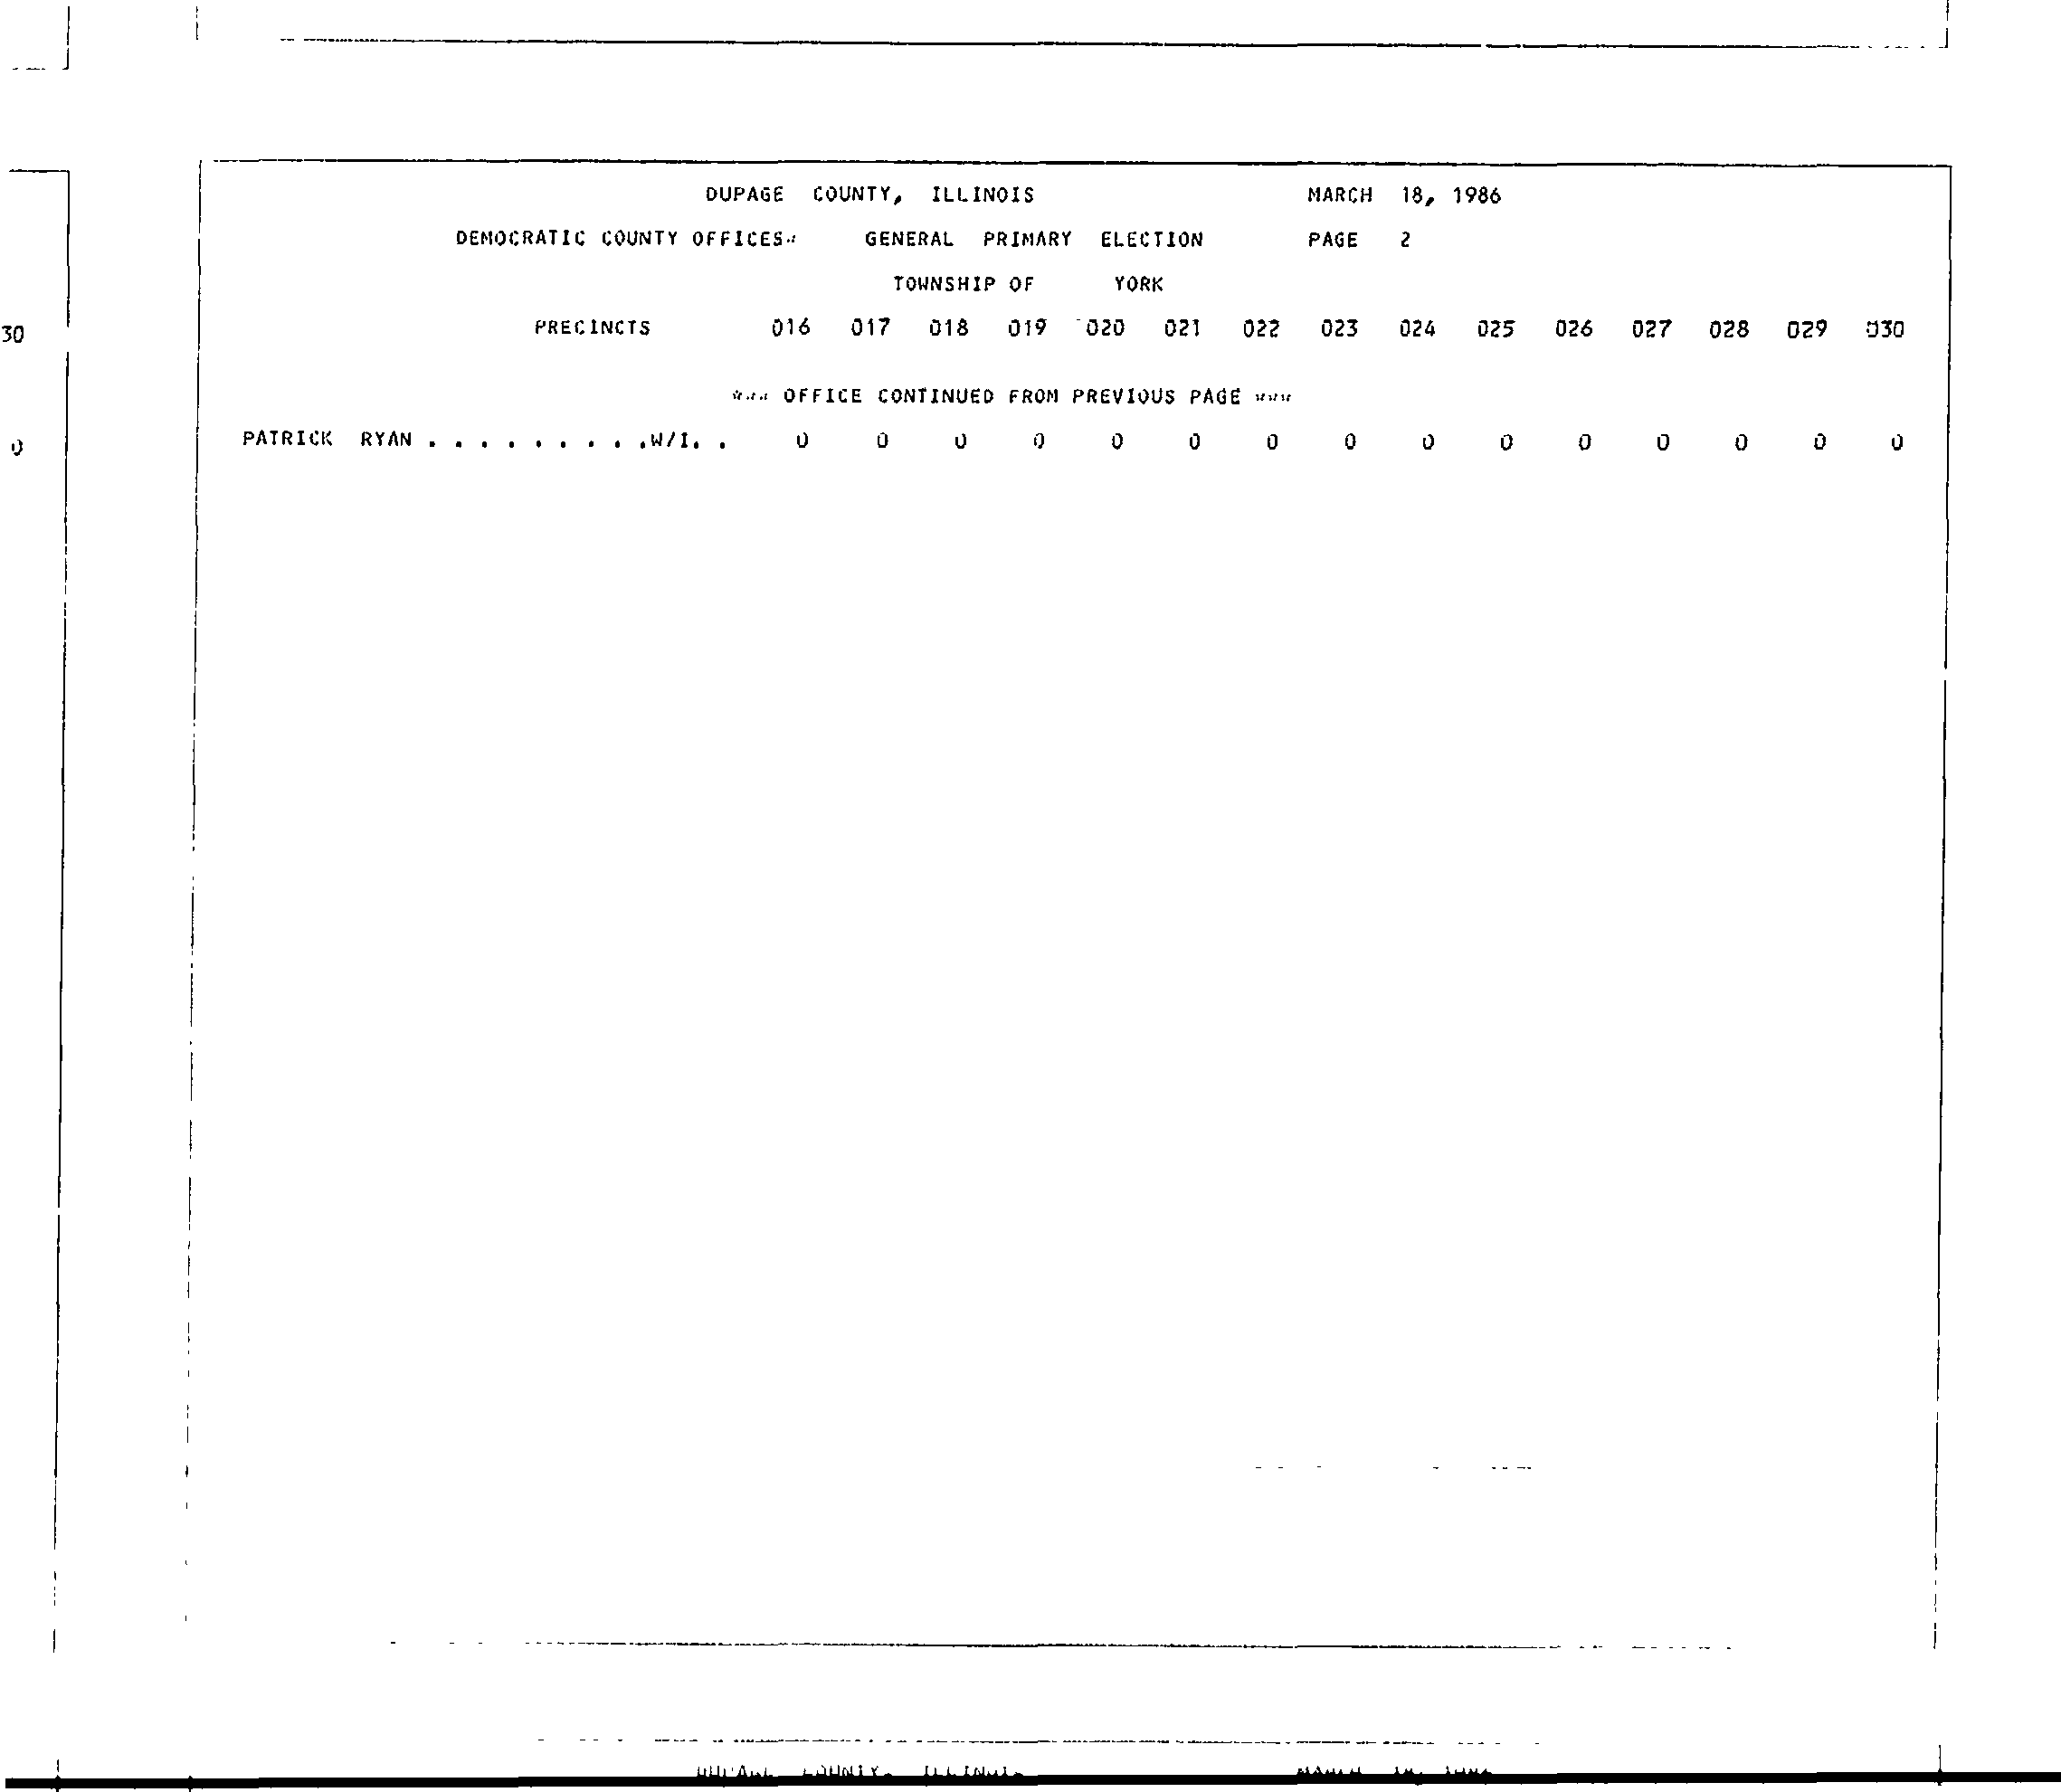 DUPAGE COUNTY, ILLINOIS MARCH 18, 1986
DEMOCRATIC COUNTY OFFICES* GENERAL PRIMARY ELECTION PAGE 2
TOWNSHIP OF YORK
30
PRECINCTS 016 017 018 019 020 021 022 023 024 025 026 027 028 029 030
*** OFFICE CONTINUED FROM PREVIOUS PAGE ***
0
PATRICK RYAN . . . . . . . . .W/I. . 0 0 0 0 0 0 0 0 0 0 0 0 0 0 0